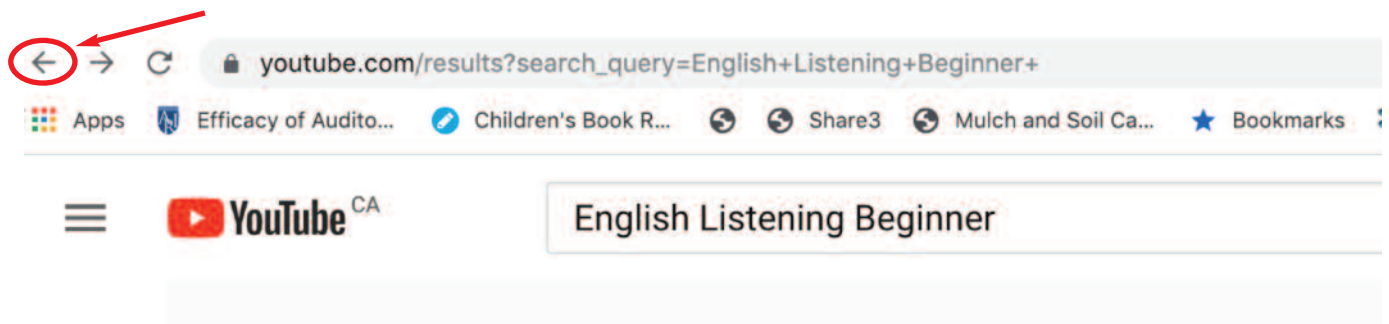 youtube.com/results?search_query=English+Listening+Beginner+
Apps Efficacy of Audito... Children's Book R... Share3 Mulch and Soil Ca... Bookmarks
YouTube CA English Listening Beginner